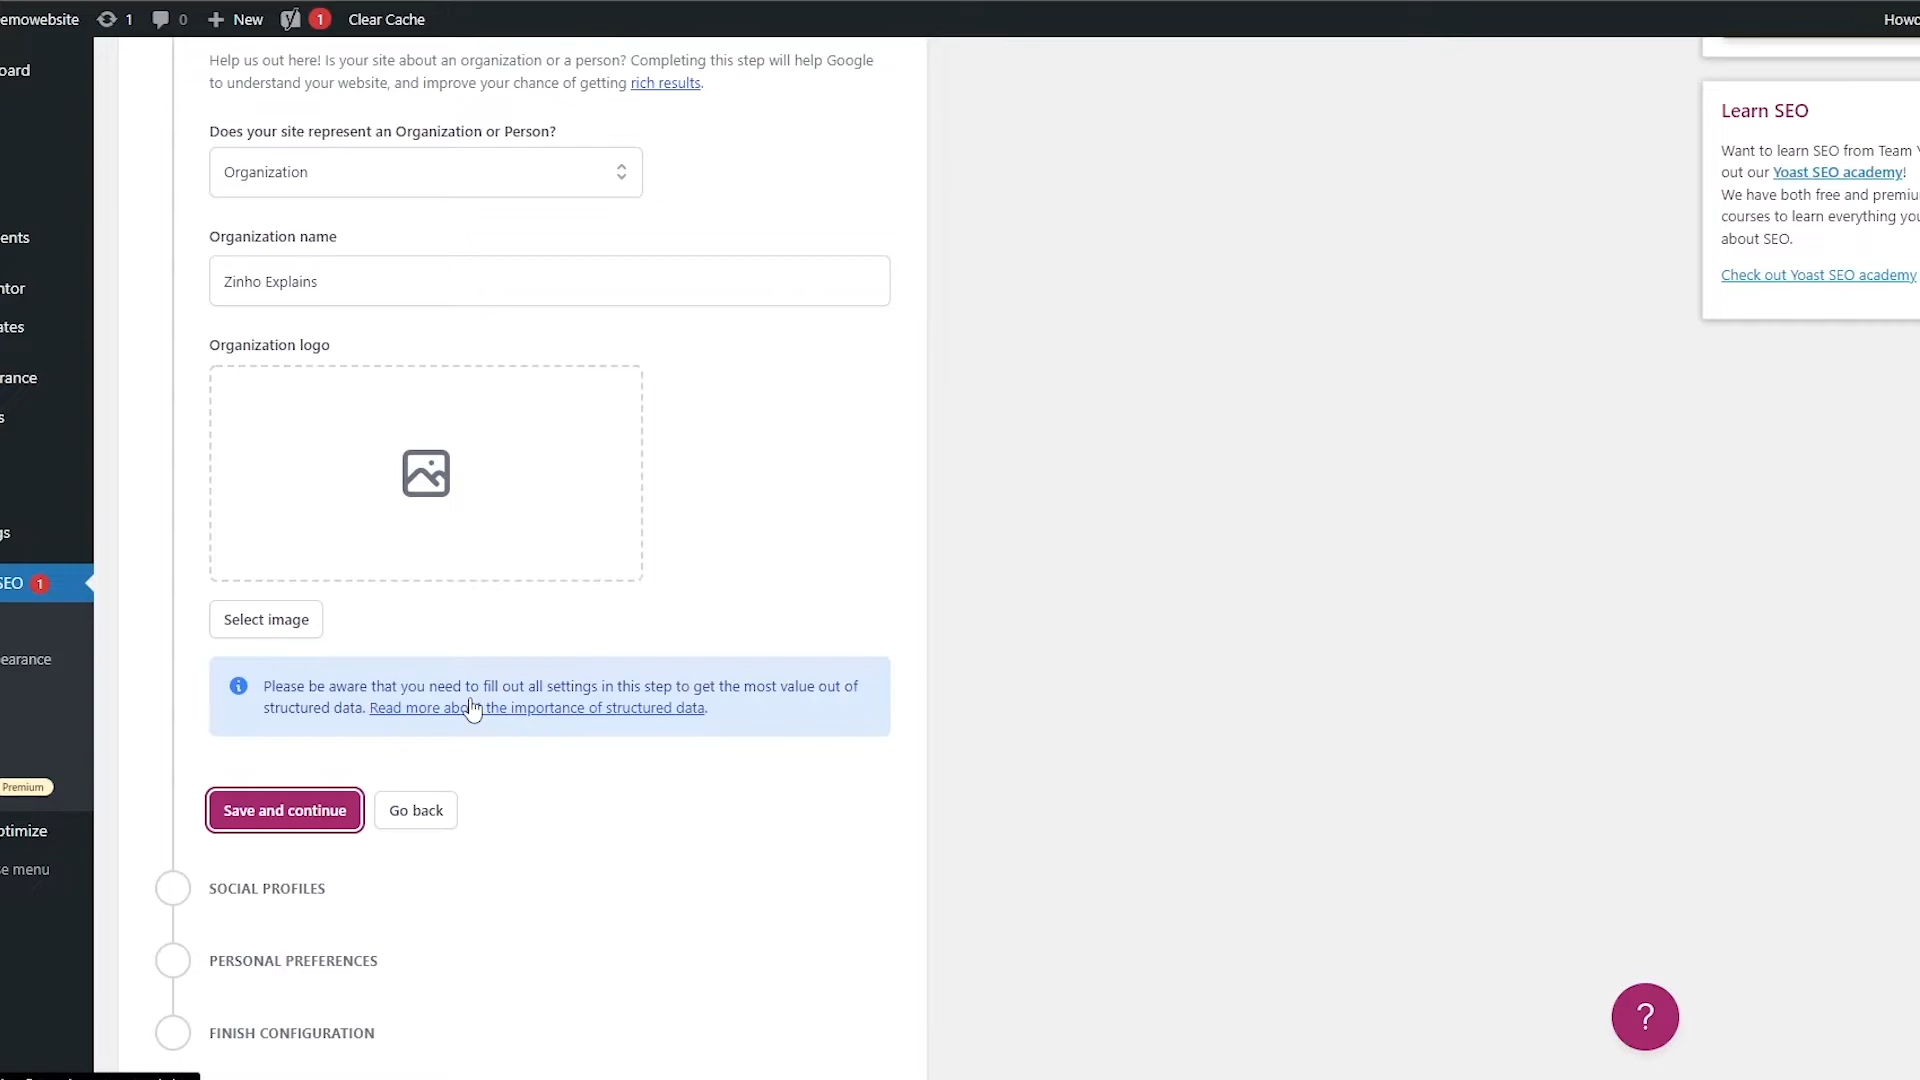 emowebsite 1 0 New 1 Clear Cache Howd
oard
ents
ntor
ates
rance
s
gs
SEO 1
earance
Premium
ptimize
se menu
Help us out here! Is your site about an organization or a person? Completing this step will help Google
to understand your website, and improve your chance of getting rich results.
Does your site represent an Organization or Person?
Organization
Organization name
Zinho Explains
Organization logo
Select image
Please be aware that you need to fill out all settings in this step to get the most value out of
structured data. Read more about the importance of structured data.
Save and continue Go back
SOCIAL PROFILES
PERSONAL PREFERENCES
FINISH CONFIGURATION
Learn SEO
Want to learn SEO from Team
out our Yoast SEO academy!
We have both free and premiu
courses to learn everything you
about SEO.
Check out Yoast SEO academy
?